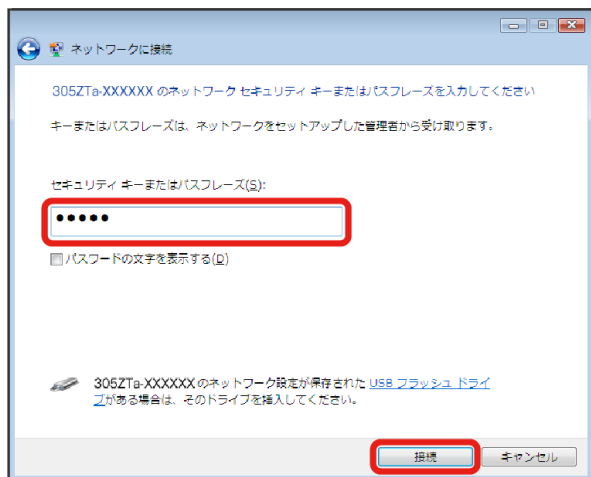 ネットワークに接続
305ZTa-XXXXXX のネットワーク セキュリティ キーまたはパスフレーズを入力してください
キーまたはパスフレーズは、ネットワークをセットアップした管理者から受け取ります。
セキュリティ キーまたはパスフレーズ(S):
●●●●●
パスワードの文字を表示する(D)
305ZTa-XXXXXX のネットワーク設定が保存された USB フラッシュ ドライ
ブがある場合は、そのドライブを挿入してください。
接続
キャンセル